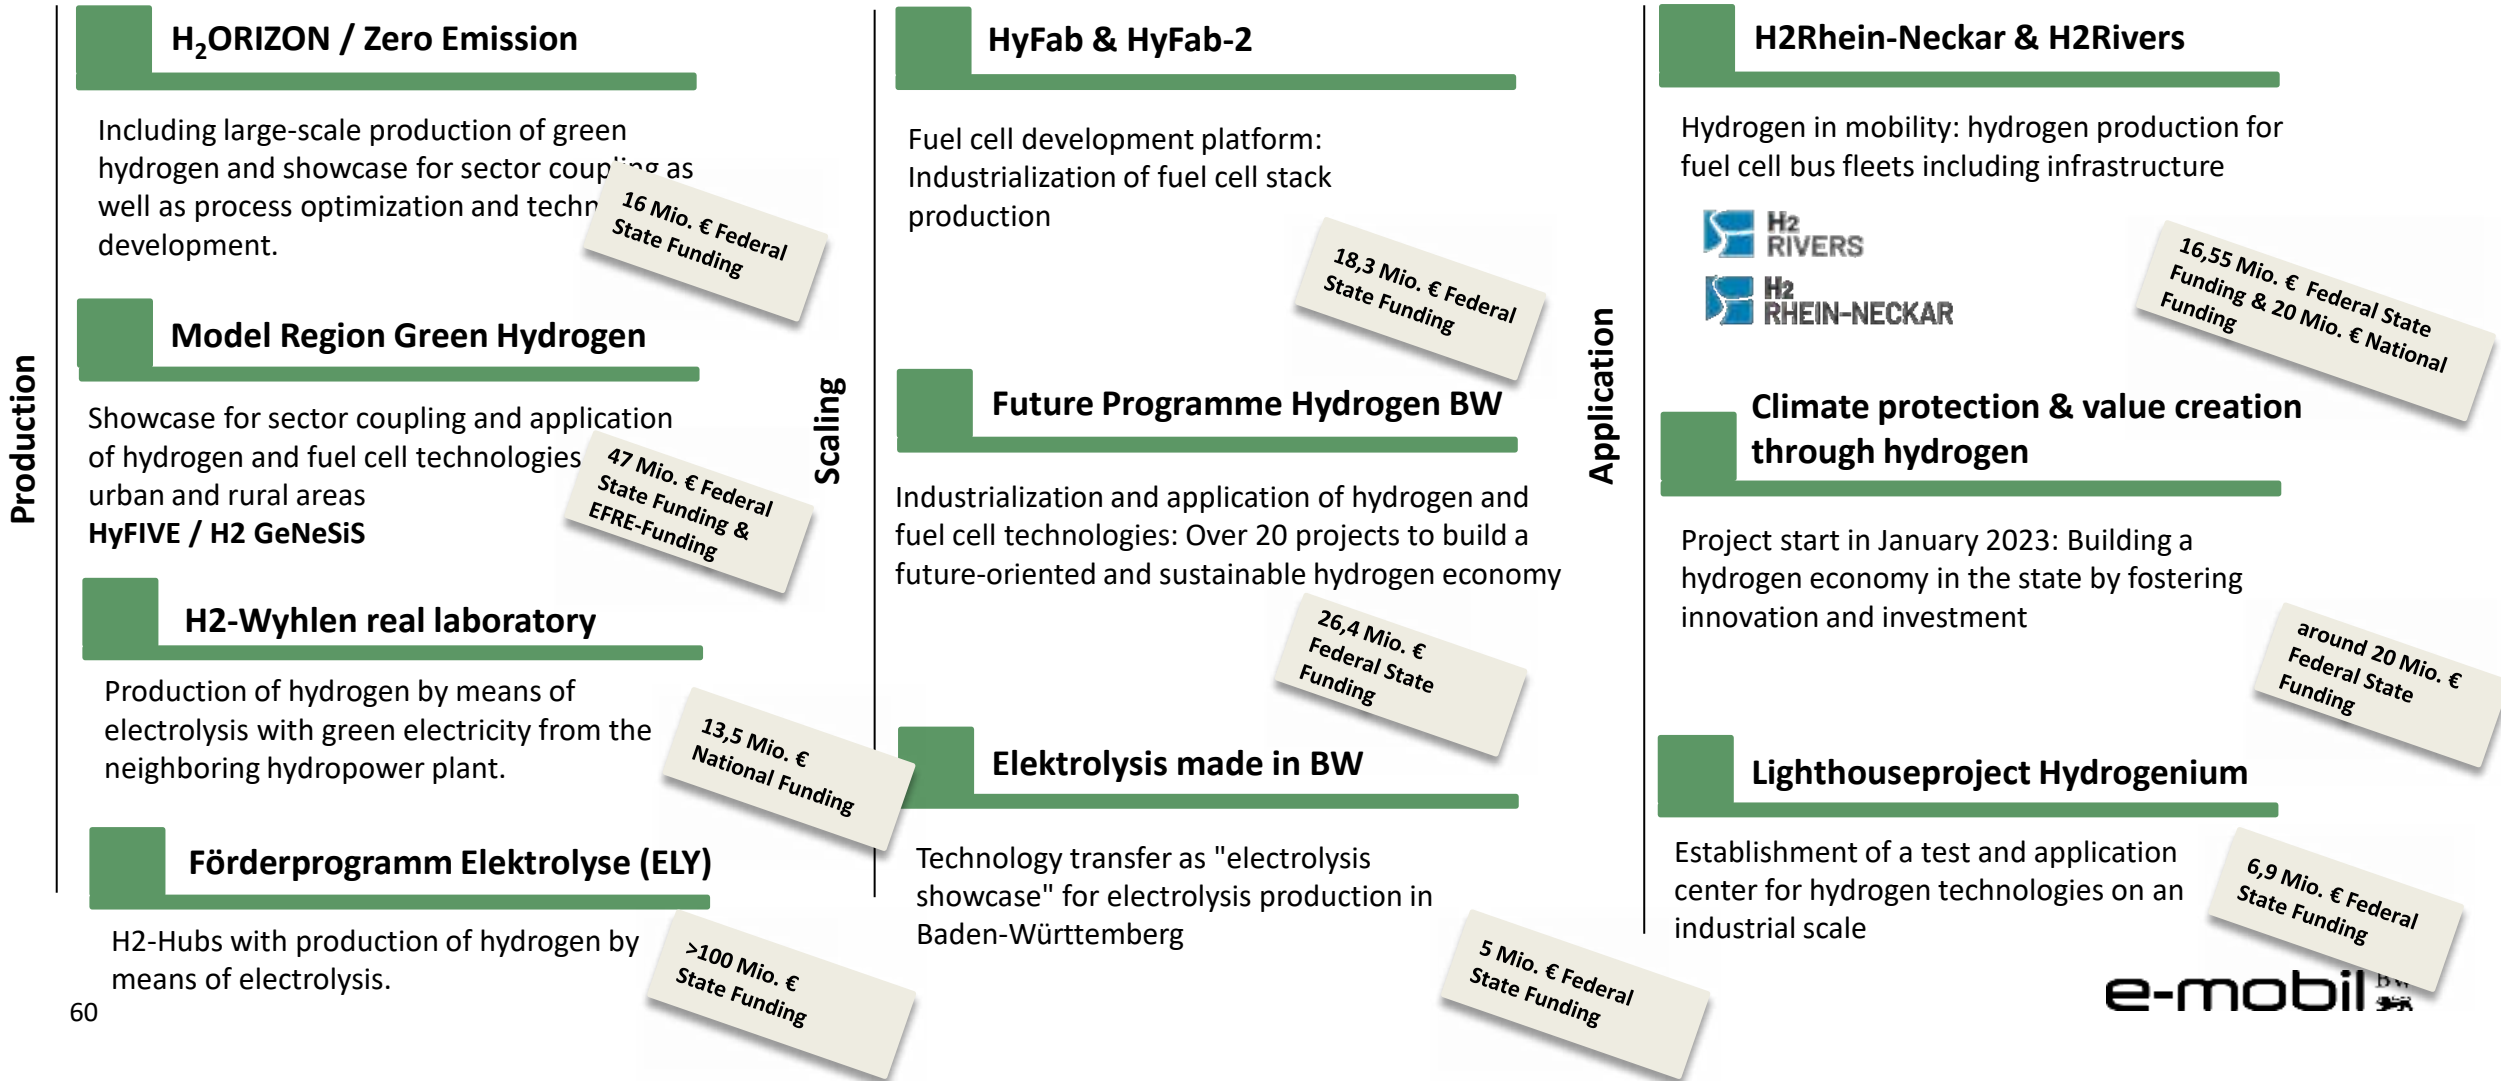 Production
H₂ORIZON / Zero Emission
Including large-scale production of green
hydrogen and showcase for sector coupling as
well as process optimization and techn
development.
16 Mio. € Federal
State Funding
Model Region Green Hydrogen
Showcase for sector coupling and application
of hydrogen and fuel cell technologies
urban and rural areas
HyFIVE / H2 GeNeSiS
47 Mio. € Federal
State Funding &
EFRE-Funding
H2-Wyhlen real laboratory
Production of hydrogen by means of
electrolysis with green electricity from the
neighboring hydropower plant.
13,5 Mio. €
National Funding
Förderprogramm Elektrolyse (ELY)
H2-Hubs with production of hydrogen by
means of electrolysis.
>100 Mio. €
State Funding
60
Scaling
HyFab & HyFab-2
Fuel cell development platform:
Industrialization of fuel cell stack
production
18,3 Mio. € Federal
State Funding
Future Programme Hydrogen BW
Industrialization and application of hydrogen and
fuel cell technologies: Over 20 projects to build a
future-oriented and sustainable hydrogen economy
26,4 Mio. €
Federal State
Funding
Elektrolysis made in BW
Technology transfer as "electrolysis
showcase" for electrolysis production in
Baden-Württemberg
5 Mio. € Federal
State Funding
Application
H2Rhein-Neckar & H2Rivers
Hydrogen in mobility: hydrogen production for
fuel cell bus fleets including infrastructure
H2
RIVERS
H2
RHEIN-NECKAR
16,55 Mio. € Federal State
Funding & 20 Mio. € National
Funding
Climate protection & value creation
through hydrogen
Project start in January 2023: Building a
hydrogen economy in the state by fostering
innovation and investment
around 20 Mio. €
Federal State
Funding
Lighthouseproject Hydrogenium
Establishment of a test and application
center for hydrogen technologies on an
industrial scale
6,9 Mio. € Federal
State Funding
e-mobil BW